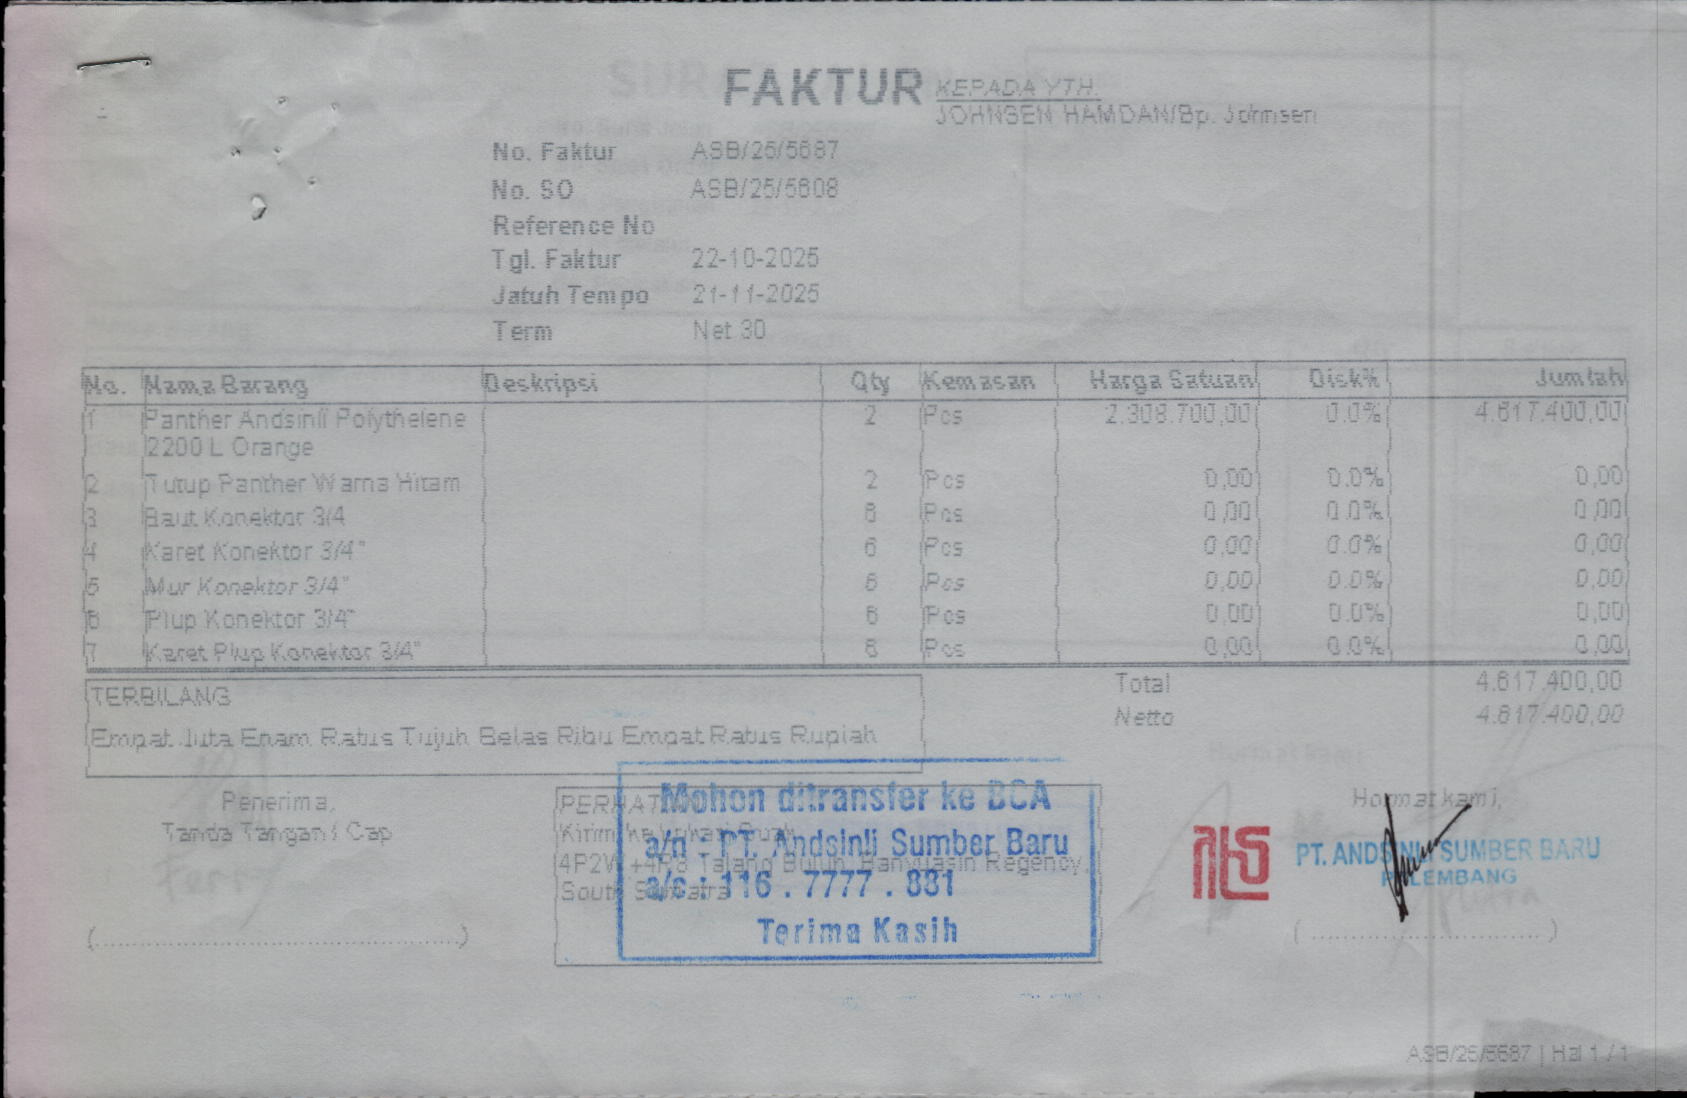 FAKTUR
KEPADA YTH.
JOHNSEN HAMDAN/Bp. Johnsen
No. Faktur ASB/25/5687
No. SO ASB/25/5608
Reference No
Tgl. Faktur 22-10-2025
Jatuh Tempo 21-11-2025
Term Net 30
No. Nama Barang Deskripsi Qty Kemasan Harga Satuan Disk% Jumlah
1 Panther Andsinli Polythelene 2 Pcs 2.308.700,00 0.0% 4.617.400,00
2200 L Orange
2 Tutup Panther Warna Hitam 2 Pcs 0,00 0.0% 0,00
3 Baut Konektor 3/4 6 Pcs 0,00 0.0% 0,00
4 Karet Konektor 3/4" 6 Pcs 0,00 0.0% 0,00
5 Mur Konektor 3/4" 6 Pcs 0,00 0.0% 0,00
6 Plup Konektor 3/4" 6 Pcs 0,00 0.0% 0,00
7 Karet Plup Konektor 3/4" 6 Pcs 0,00 0.0% 0,00
Total 4.617.400,00
Netto 4.617.400,00
TERBILANG
Empat Juta Enam Ratus Tujuh Belas Ribu Empat Ratus Rupiah
Penerima,
Tanda Tangan / Cap
Ferry
Kirim ke
Talang Buluh, Banyuasin Regency,
South Sumatra
Mohon ditransfer ke BCA
a/n : PT. Andsinli Sumber Baru
a/c : 116 . 7777 . 881
Terima Kasih
Hormat kami,
PT. ANDSINLI SUMBER BARU
PALEMBANG
ASB/25/5687 | Hal 1 / 1